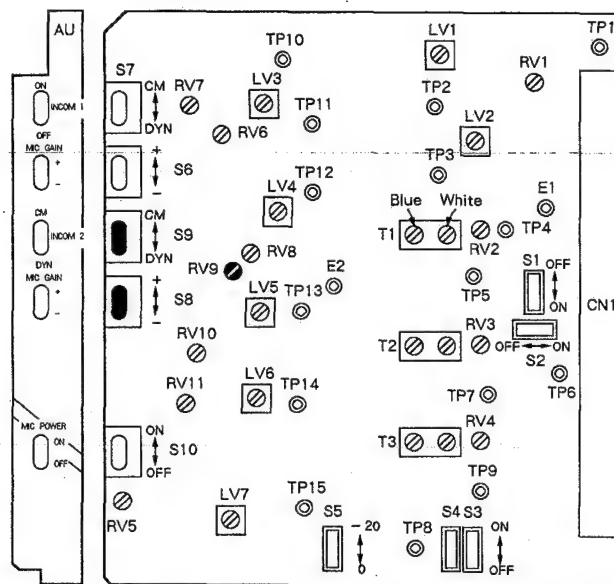 AU
ON
INCOM 1
OFF
MIC GAIN
+
-
CM
INCOM 2
DYN
MIC GAIN
+
-
MIC POWER
ON
OFF
S7
CM
DYN
+
S6
-
CM
S9
DYN
+
S8
-
ON
S10
OFF
RV5
RV7
RV6
RV8
RV9
RV10
RV11
LV3
LV4
LV5
LV6
LV7
TP10
TP11
TP12
E2
TP13
TP14
TP15
S5
- 20
0
LV1
TP2
LV2
TP3
Blue
White
T1
RV2
TP4
E1
TP5
S1
OFF
ON
T2
RV3
OFF
ON
S2
TP6
TP7
T3
RV4
TP9
TP8
S4
S3
ON
OFF
RV1
TP1
CN1